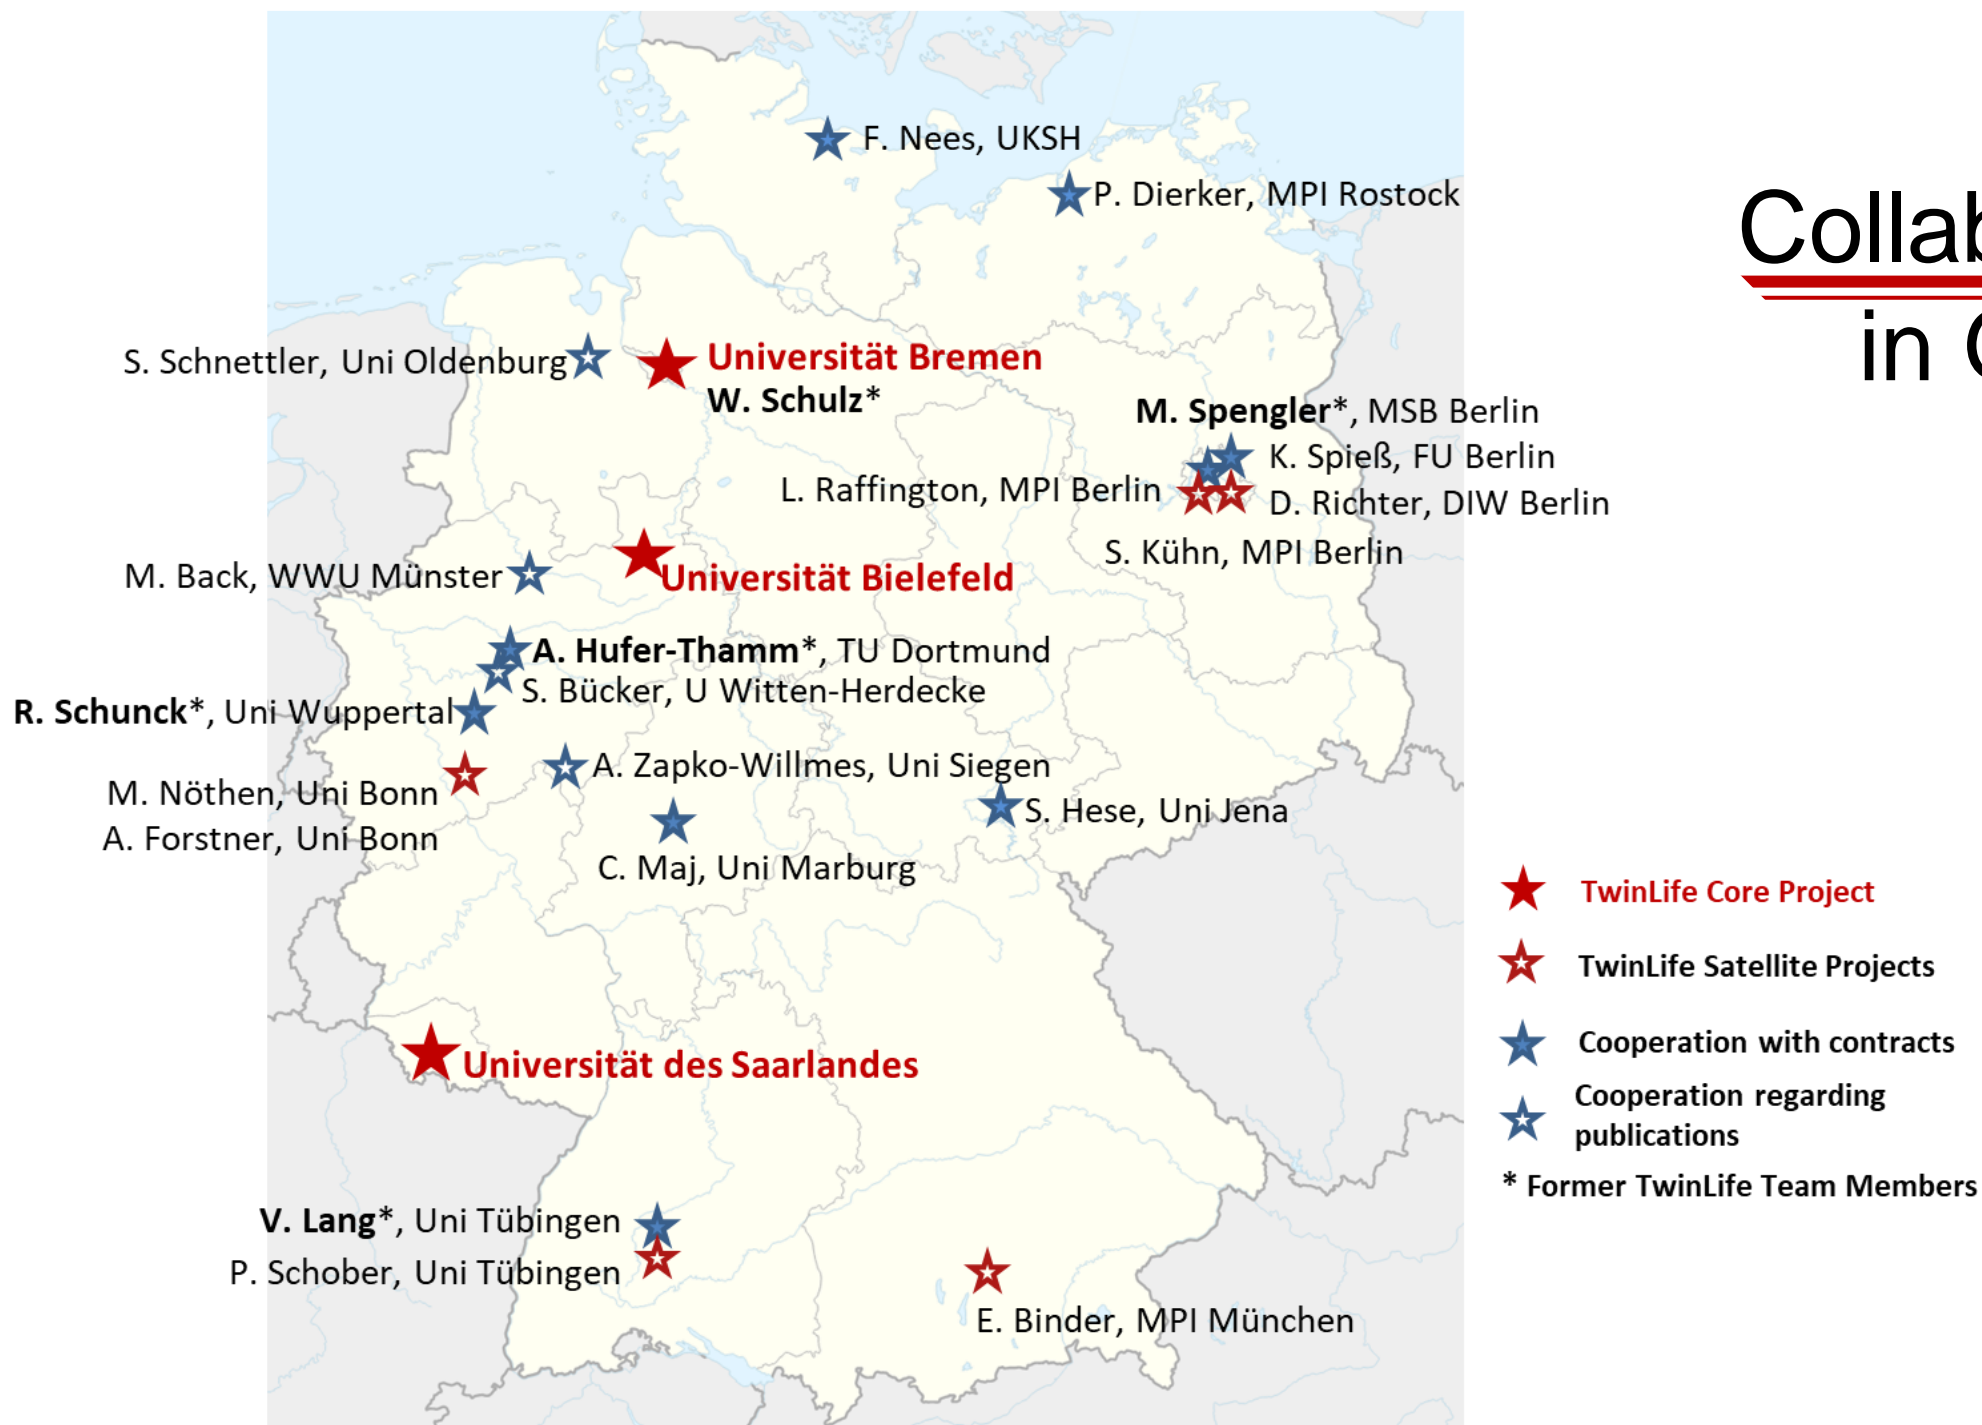 F. Nees, UKSH
P. Dierker, MPI Rostock
Collab
in
S. Schnettler, Uni Oldenburg
Universität Bremen
W. Schulz*
M. Spengler*, MSB Berlin
K. Spieß, FU Berlin
L. Raffington, MPI Berlin
D. Richter, DIW Berlin
S. Kühn, MPI Berlin
M. Back, WWU Münster
Universität Bielefeld
A. Hufer-Thamm*, TU Dortmund
S. Bücker, U Witten-Herdecke
R. Schunck*, Uni Wuppertal
A. Zapko-Willmes, Uni Siegen
M. Nöthen, Uni Bonn
A. Forstner, Uni Bonn
S. Hese, Uni Jena
C. Maj, Uni Marburg
TwinLife Core Project
TwinLife Satellite Projects
Cooperation with contracts
Cooperation regarding
publications
* Former TwinLife Team Members
Universität des Saarlandes
V. Lang*, Uni Tübingen
P. Schober, Uni Tübingen
E. Binder, MPI München